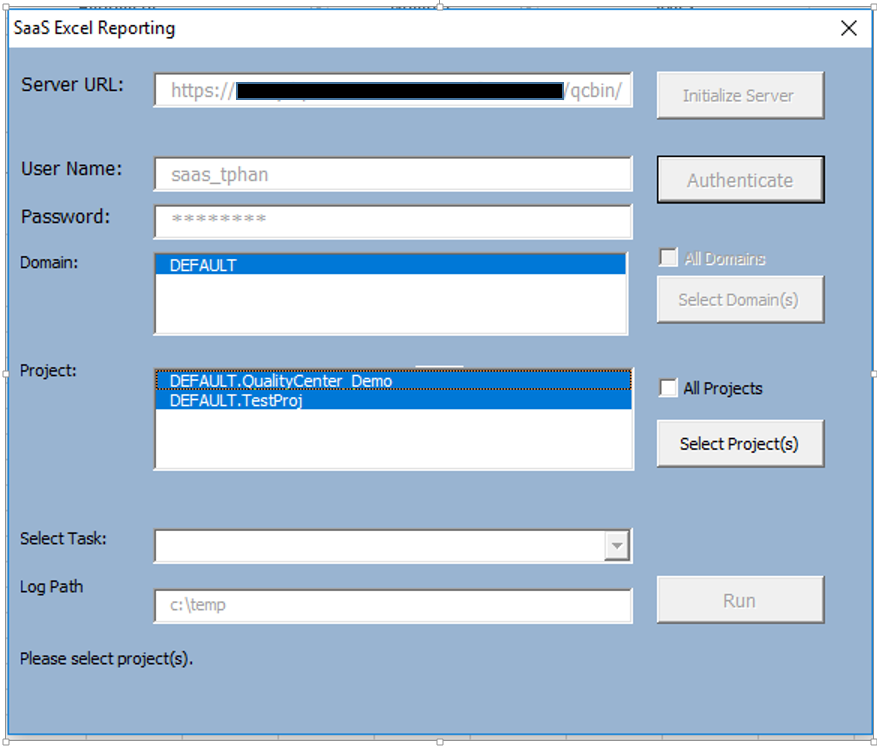 SaaS Excel Reporting
Server URL:
https:// /qcbin/
Initialize Server
User Name:
saas_tphan
Authenticate
Password:
********
Domain:
DEFAULT
All Domains
Select Domain(s)
Project:
DEFAULT.QualityCenter_Demo
DEFAULT.TestProj
All Projects
Select Project(s)
Select Task:
Log Path
c:\temp
Run
Please select project(s).